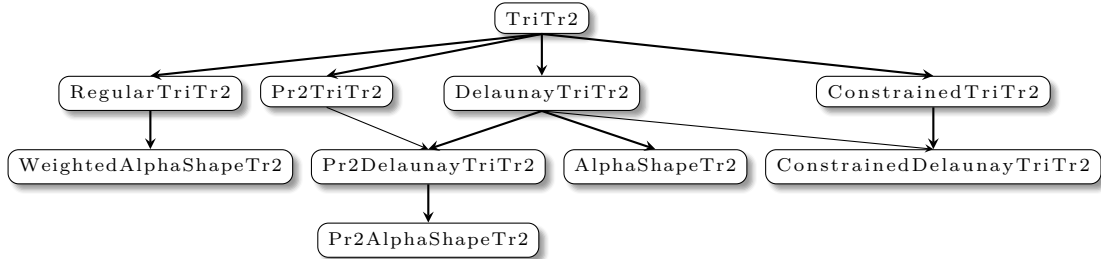 TriTr2
RegularTriTr2
Pr2TriTr2
DelaunayTriTr2
ConstrainedTriTr2
WeightedAlphaShapeTr2
Pr2DelaunayTriTr2
AlphaShapeTr2
ConstrainedDelaunayTriTr2
Pr2AlphaShapeTr2